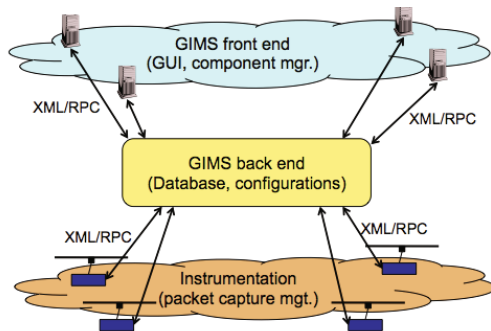 GIMS front end
(GUI, component mgr.)
XML/RPC
XML/RPC
GIMS back end
(Database, configurations)
XML/RPC
XML/RPC
Instrumentation
(packet capture mgt.)